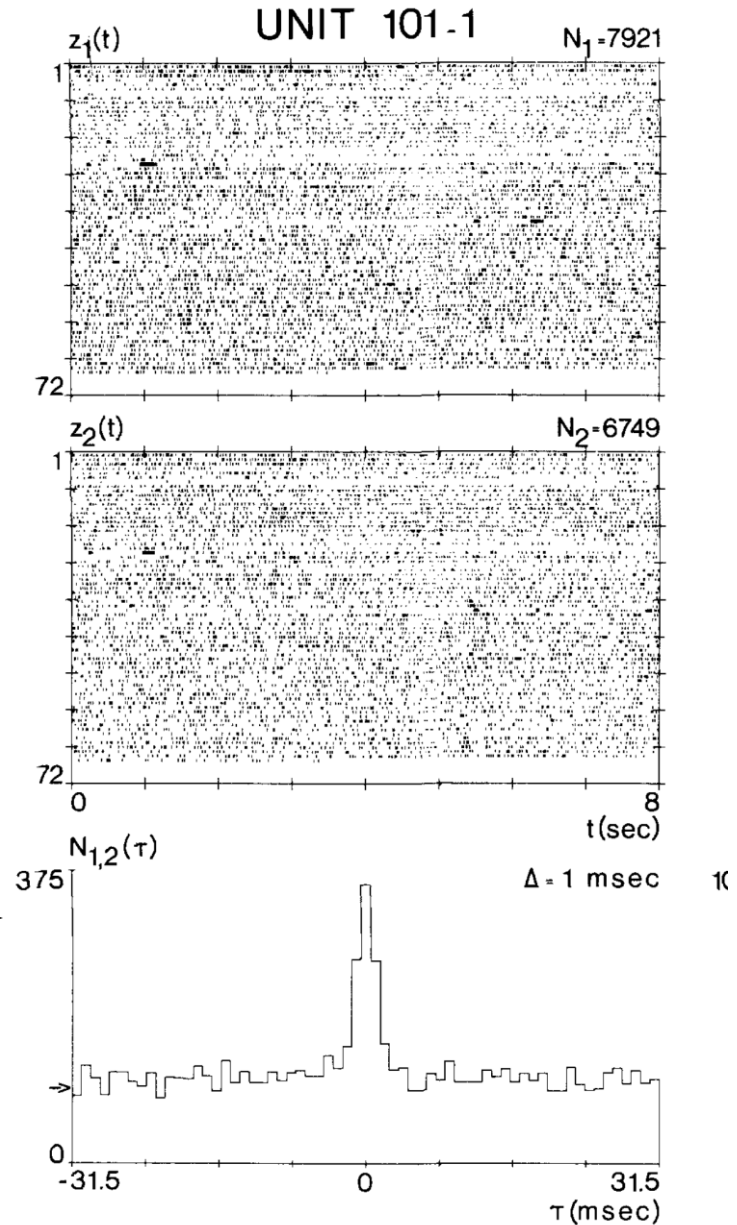 UNIT 101-1
z1(t) N1=7921
1
72
z2(t) N2=6749
1
72
0 8
t(sec)
N1,2(τ)
375 Δ=1 msec 10
0
-31.5 0 31.5
τ(msec)